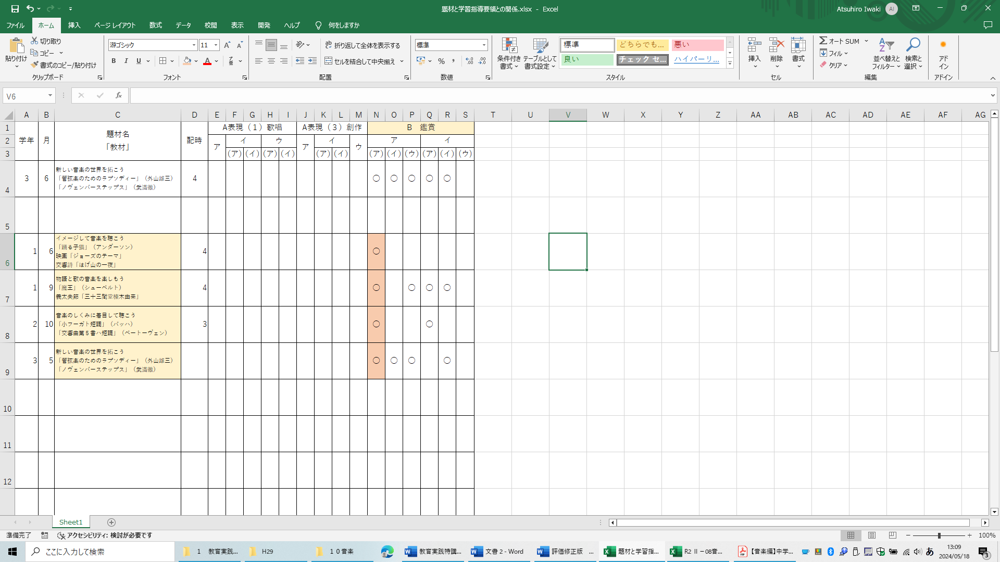 題材と学習指導要領との関係.xlsx - Excel
Atsuhiro Iwaki
AI
ファイル ホーム 挿入 ページ レイアウト 数式 データ 校閲 表示 開発 ヘルプ 何をしますか
貼り付け
切り取り
コピー
書式のコピー/貼り付け
クリップボード
游ゴシック 11
B I U
フォント
折り返して全体を表示する
セルを結合して中央揃え
配置
標準
数値
条件付き書式
テーブルとして書式設定
標準 どちらでも... 悪い
良い チェック セ... ハイパーリ...
スタイル
挿入 削除 書式
セル
オート SUM
フィル
クリア
並べ替えとフィルター
検索と選択
編集
アドイン
アドイン
V6
fx
A B C D E F G H I J K L M N O P Q R S T U V W X Y Z AA AB AC AD AE AF AG
1 学年 月 題材名 配時 A表現（１）歌唱 A表現（３）創作 B 鑑賞
2 「教材」 ア イ ウ ア イ ウ ア イ
3 (ア) (イ) (ア) (イ) (ア) (イ) (ア) (イ) (ウ) (ア) (イ) (ウ)
4 3 6 新しい音楽の世界を拓こう 4 〇 〇 〇 〇 〇
「管弦楽のためのラプソディー」（外山雄三）
「ノヴェンバーステップス」（武満徹）
5
6 1 6 イメージして音楽を聴こう 4 〇
「踊る子猫」（アンダーソン）
映画「ジョーズのテーマ」
交響詩「はげ山の一夜」
7 1 9 物語と歌の音楽を楽しもう 4 〇 〇 〇 〇
「魔王」（シューベルト）
義太夫節「三十三間堂棟木由来」
8 2 10 音楽のしくみに着目して聴こう 3 〇 〇
「小フーガト短調」（バッハ）
「交響曲第５番ハ短調」（ベートーヴェン）
9 3 5 新しい音楽の世界を拓こう 〇 〇 〇 〇
「管弦楽のためのラプソディー」（外山雄三）
「ノヴェンバーステップス」（武満徹）
10
11
12
Sheet1
準備完了 アクセシビリティ: 検討が必要です
100%
ここに入力して検索
１　教育実践...
H29
１０音楽
教育実践特講...
文書 2 - Word
評価修正版 ...
題材と学習指...
R2 Ⅱ－08音...
【音楽編】中学...
あ
13:09
2024/05/18
3